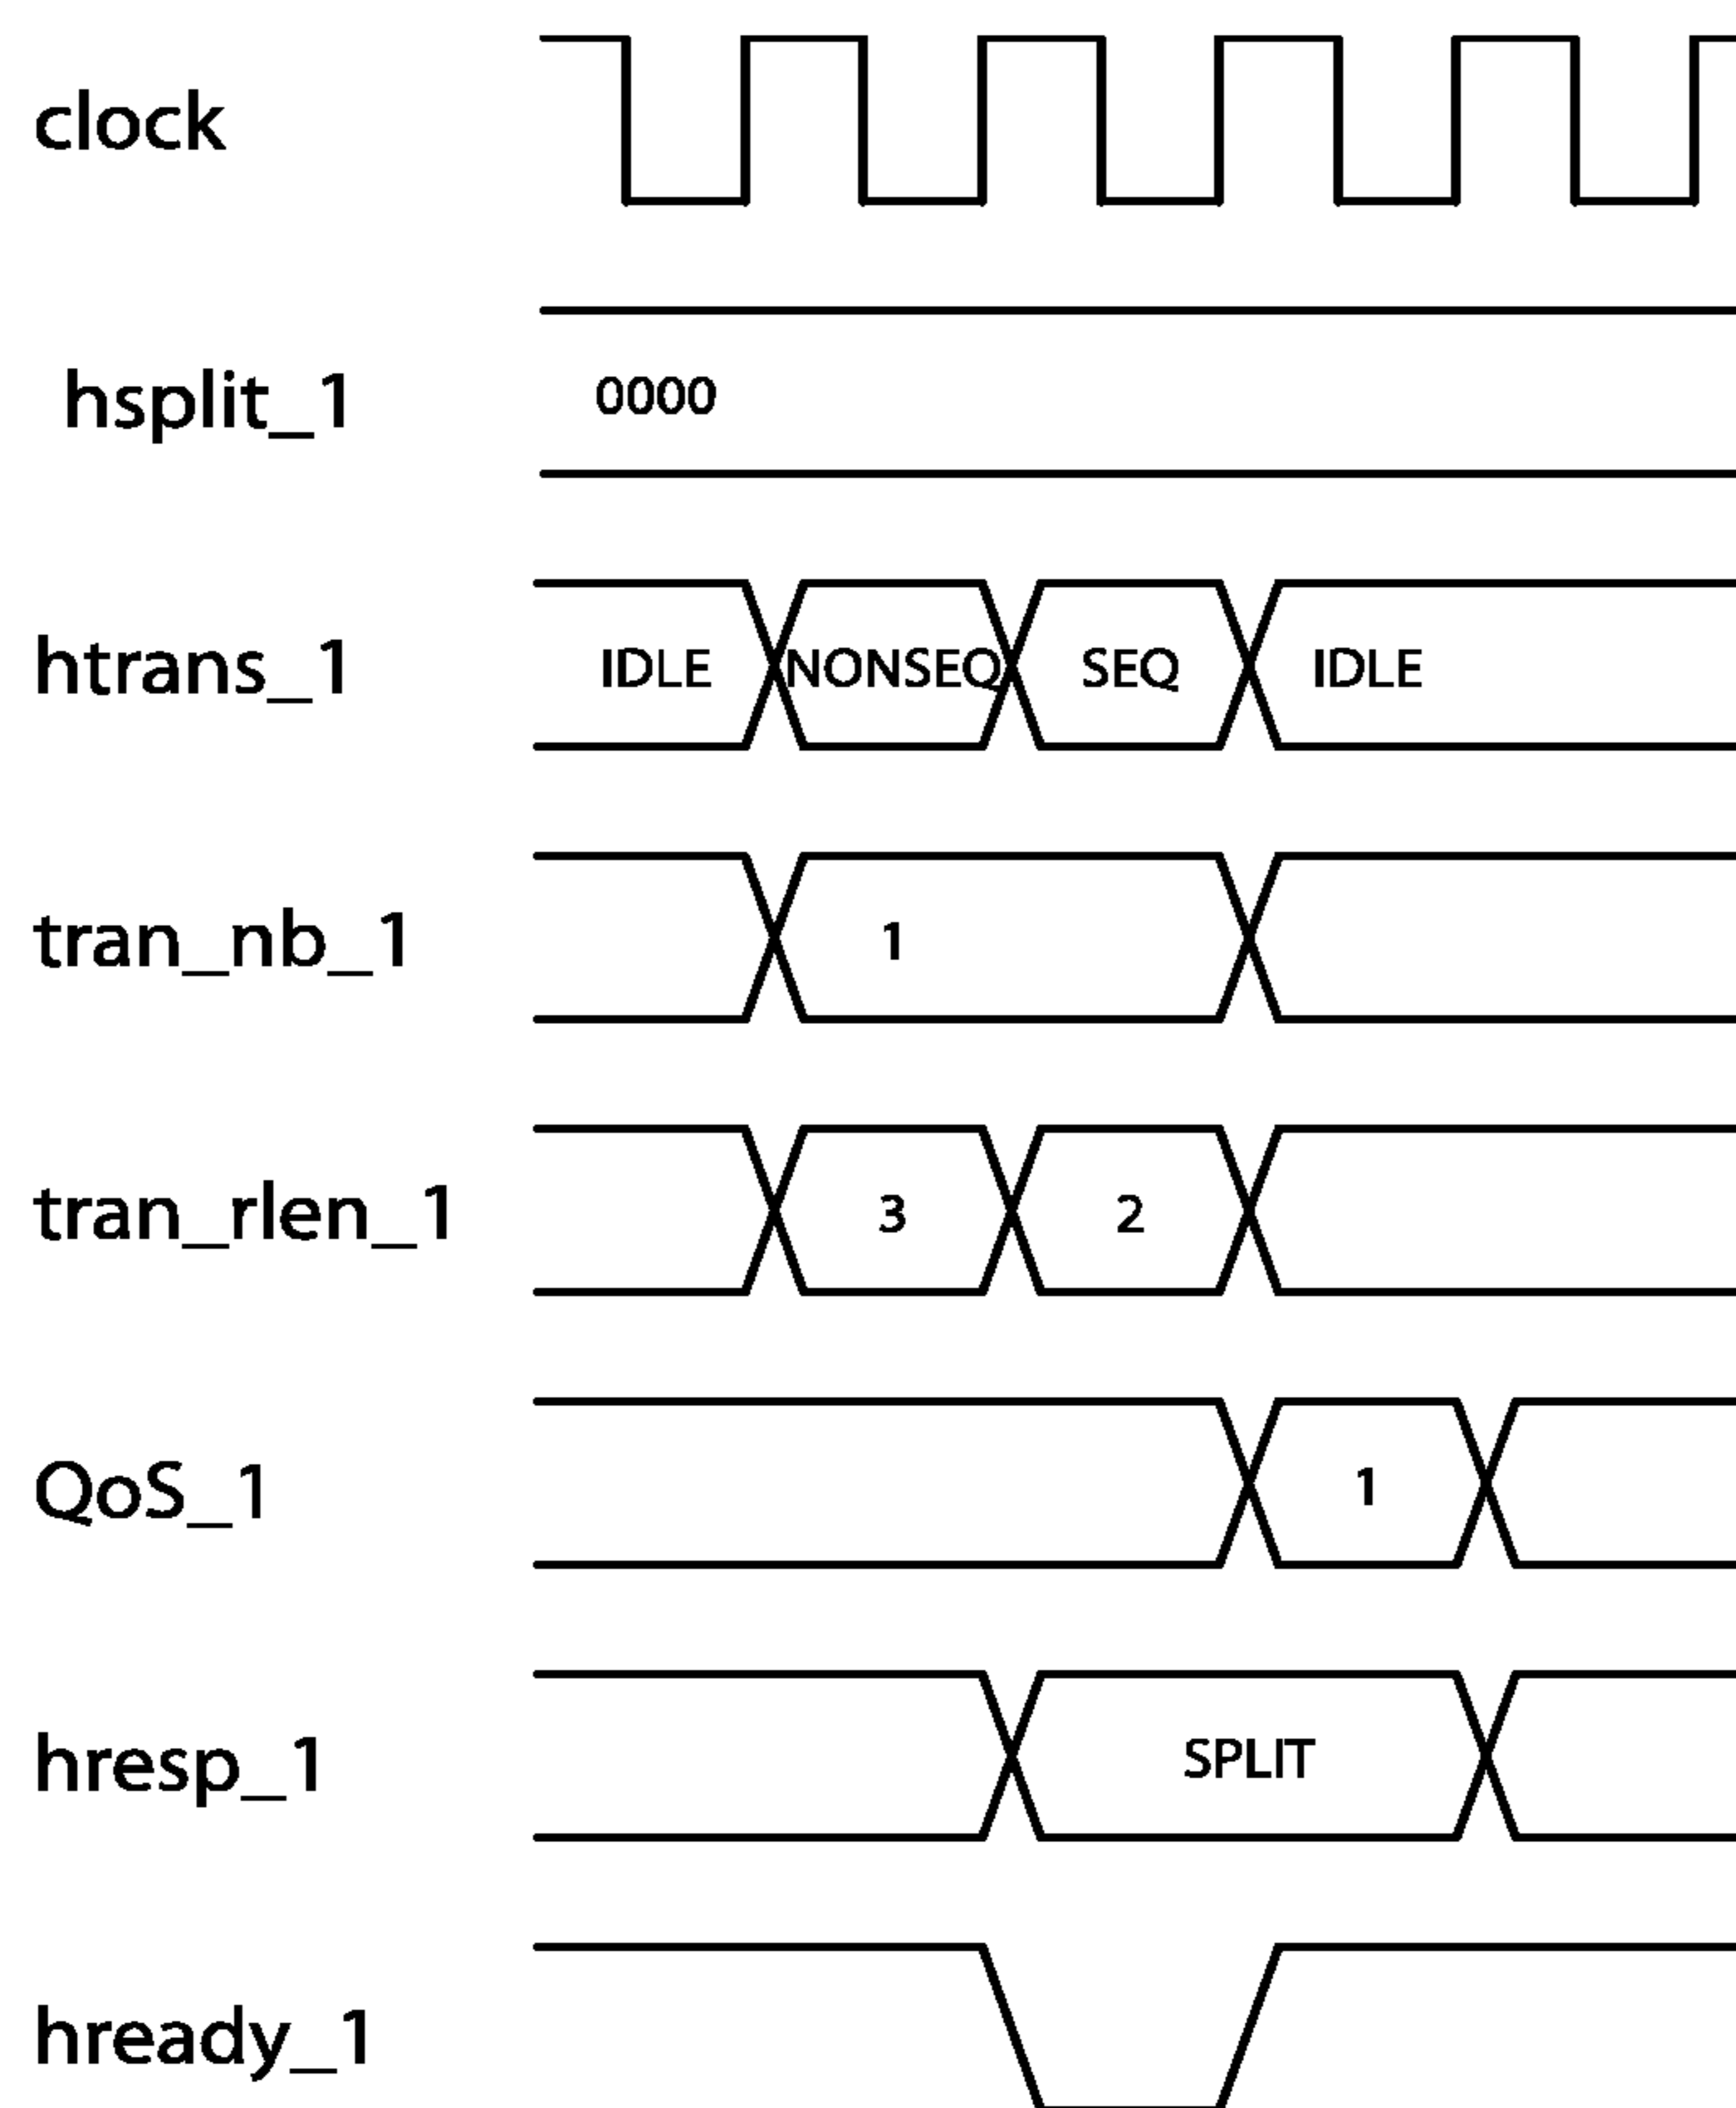 clock
hsplit_1 0000
htrans_1 IDLE NONSEQ SEQ IDLE
tran_nb_1 1
tran_rlen_1 3 2
QoS_1 1
hresp_1 SPLIT
hready_1